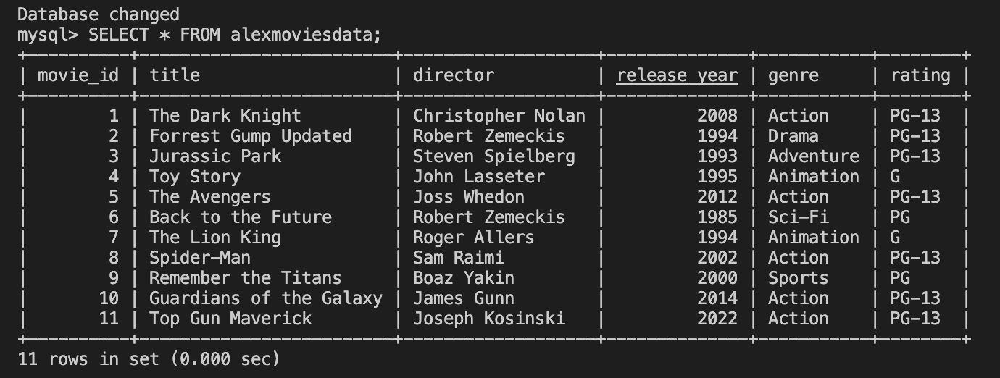 Database changed
mysql> SELECT * FROM alexmoviesdata;
+-----------+-------------------------+-------------------+--------------+-----------+--------+
| movie_id | title                   | director          | release_year | genre     | rating |
+-----------+-------------------------+-------------------+--------------+-----------+--------+
|        1 | The Dark Knight         | Christopher Nolan |         2008 | Action    | PG-13  |
|        2 | Forrest Gump Updated    | Robert Zemeckis   |         1994 | Drama     | PG-13  |
|        3 | Jurassic Park           | Steven Spielberg  |         1993 | Adventure | PG-13  |
|        4 | Toy Story               | John Lasseter     |         1995 | Animation | G      |
|        5 | The Avengers            | Joss Whedon       |         2012 | Action    | PG-13  |
|        6 | Back to the Future      | Robert Zemeckis   |         1985 | Sci-Fi    | PG     |
|        7 | The Lion King           | Roger Allers      |         1994 | Animation | G      |
|        8 | Spider-Man              | Sam Raimi         |         2002 | Action    | PG-13  |
|        9 | Remember the Titans     | Boaz Yakin        |         2000 | Sports    | PG     |
|       10 | Guardians of the Galaxy | James Gunn        |         2014 | Action    | PG-13  |
|       11 | Top Gun Maverick        | Joseph Kosinski   |         2022 | Action    | PG-13  |
+-----------+-------------------------+-------------------+--------------+-----------+--------+
11 rows in set (0.000 sec)